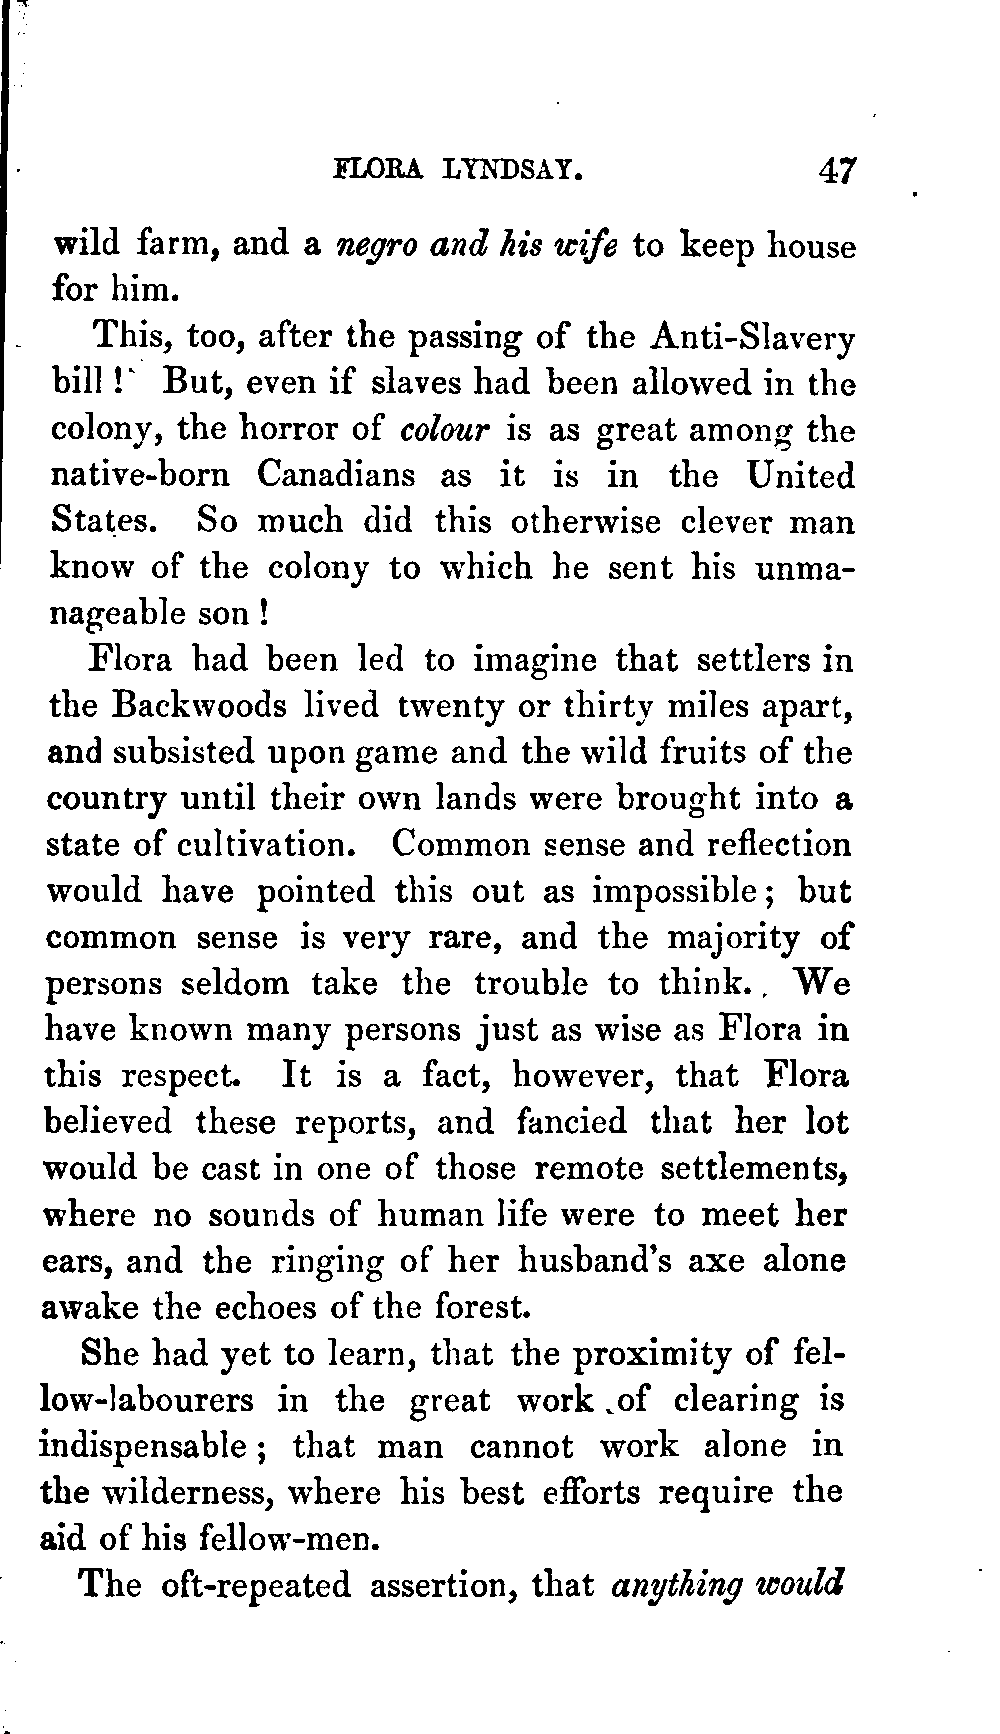 FLORA LYNDSAY. 47
wild farm, and a negro and his wife to keep house
for him.
This, too, after the passing of the Anti-Slavery
bill ! But, even if slaves had been allowed in the
colony, the horror of colour is as great among the
native-born Canadians as it is in the United
States. So much did this otherwise clever man
know of the colony to which he sent his unma-
nageable son !
Flora had been led to imagine that settlers in
the Backwoods lived twenty or thirty miles apart,
and subsisted upon game and the wild fruits of the
country until their own lands were brought into a
state of cultivation. Common sense and reflection
would have pointed this out as impossible ; but
common sense is very rare, and the majority of
persons seldom take the trouble to think. We
have known many persons just as wise as Flora in
this respect. It is a fact, however, that Flora
believed these reports, and fancied that her lot
would be cast in one of those remote settlements,
where no sounds of human life were to meet her
ears, and the ringing of her husband's axe alone
awake the echoes of the forest.
She had yet to learn, that the proximity of fel-
low-labourers in the great work of clearing is
indispensable ; that man cannot work alone in
the wilderness, where his best efforts require the
aid of his fellow-men.
The oft-repeated assertion, that anything would